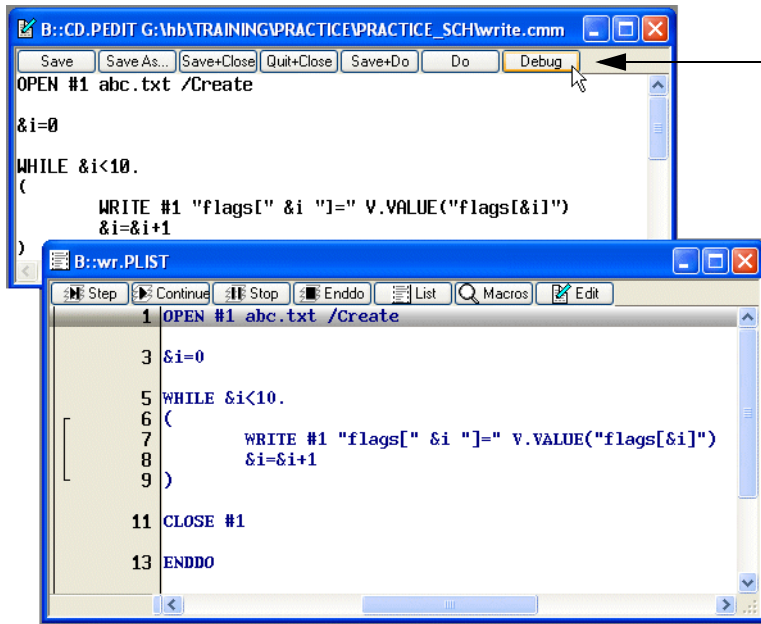 B::CD.PEDIT G:\hb\TRAINING\PRACTICE\PRACTICE_SCH\write.cmm
Save Save As... Save+Close Quit+Close Save+Do Do Debug
OPEN #1 abc.txt /Create
&i=0
WHILE &i<10.
(
WRITE #1 "flags[" &i "]=" V.VALUE("flags[&i]")
&i=&i+1
)
B::wr.PLIST
Step Continue Stop Enddo List Macros Edit
1 OPEN #1 abc.txt /Create
3 &i=0
5 WHILE &i<10.
6 (
7 WRITE #1 "flags[" &i "]=" V.VALUE("flags[&i]")
8 &i=&i+1
9 )
11 CLOSE #1
13 ENDDO